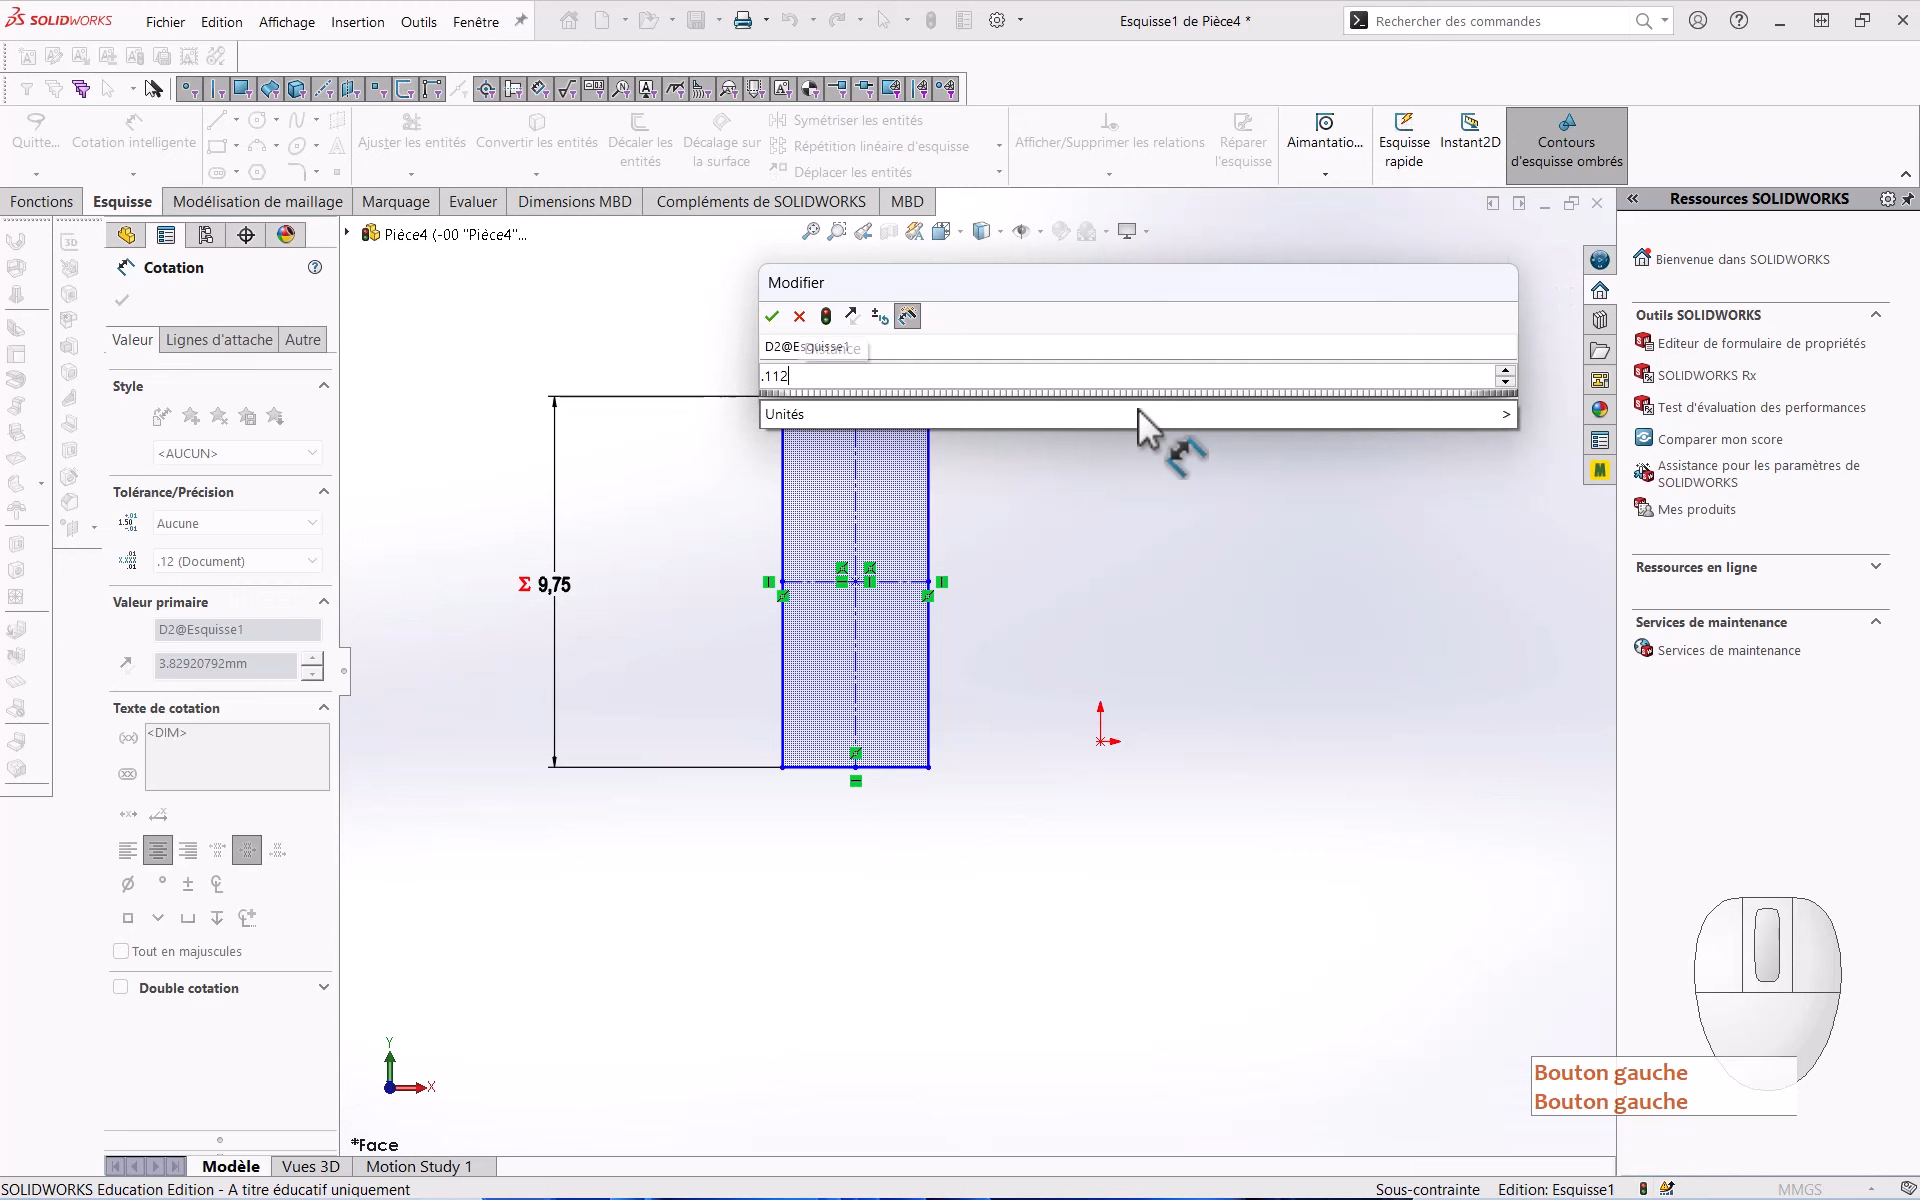 SOLIDWORKS Fichier Edition Affichage Insertion Outils Fenêtre Esquisse1 de Pièce4 * Rechercher des commandes
Quitte... Cotation intelligente Ajuster les entités Convertir les entités Décaler les entités Décalage sur la surface Symétriser les entités
Répétition linéaire d'esquisse
Déplacer les entités
Afficher/Supprimer les relations Réparer l'esquisse Aimantatio... Esquisse rapide Instant2D Contours d'esquisse ombrés
Fonctions Esquisse Modélisation de maillage Marquage Evaluer Dimensions MBD Compléments de SOLIDWORKS MBD
Pièce4 (-00 "Pièce4"...
Cotation
Valeur Lignes d'attache Autre
Style
<AUCUN>
Tolérance/Précision
Aucune
.12 (Document)
Valeur primaire
D2@Esquisse1
3.82920792mm
Texte de cotation
<DIM>
Tout en majuscules
Double cotation
Modifier
D2@Esquisse1
Distance
.112
Unités >
Σ 9,75
Y
X
*Face
Ressources SOLIDWORKS
Bienvenue dans SOLIDWORKS
Outils SOLIDWORKS
Editeur de formulaire de propriétés
SOLIDWORKS Rx
Test d'évaluation des performances
Comparer mon score
Assistance pour les paramètres de
SOLIDWORKS
Mes produits
Ressources en ligne
Services de maintenance
Services de maintenance
Bouton gauche
Bouton gauche
Modèle Vues 3D Motion Study 1
SOLIDWORKS Education Edition - A titre éducatif uniquement Sous-contrainte Edition: Esquisse1 MMGS